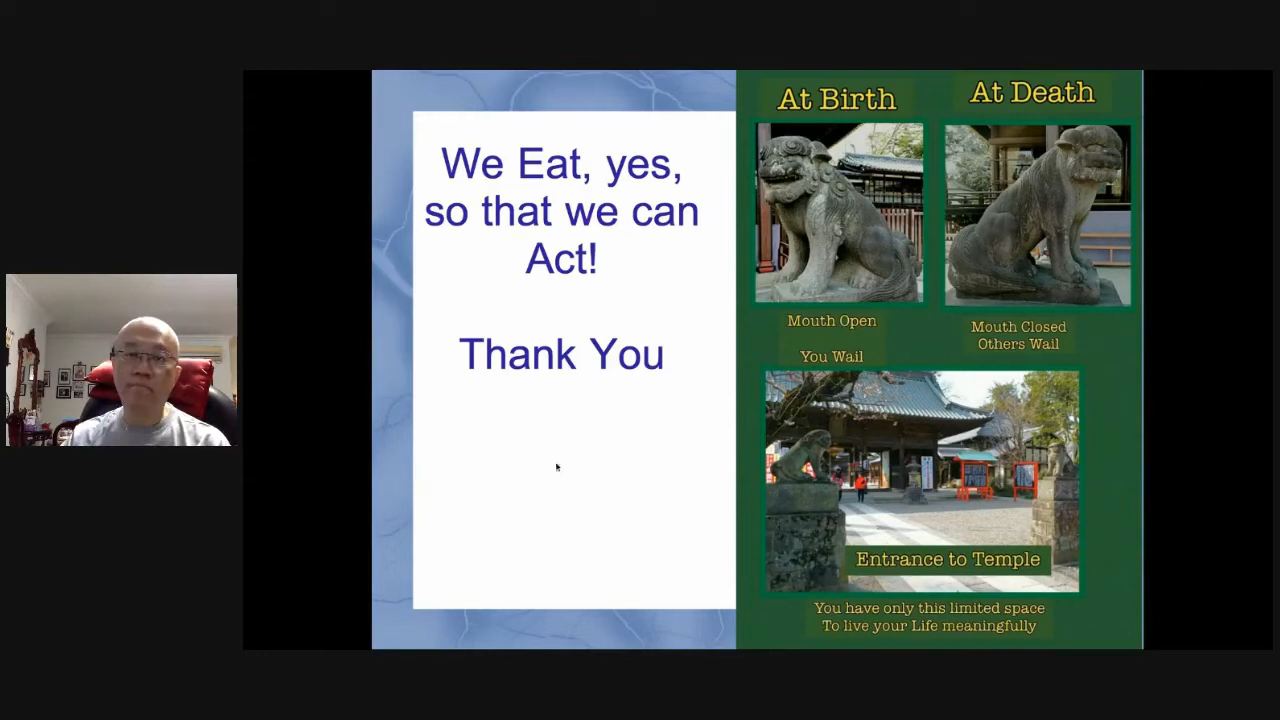 We Eat, yes,
so that we can
Act!
Thank You
At Birth
At Death
Mouth Open
You Wail
Mouth Closed
Others Wail
Entrance to Temple
You have only this limited space
To live your Life meaningfully